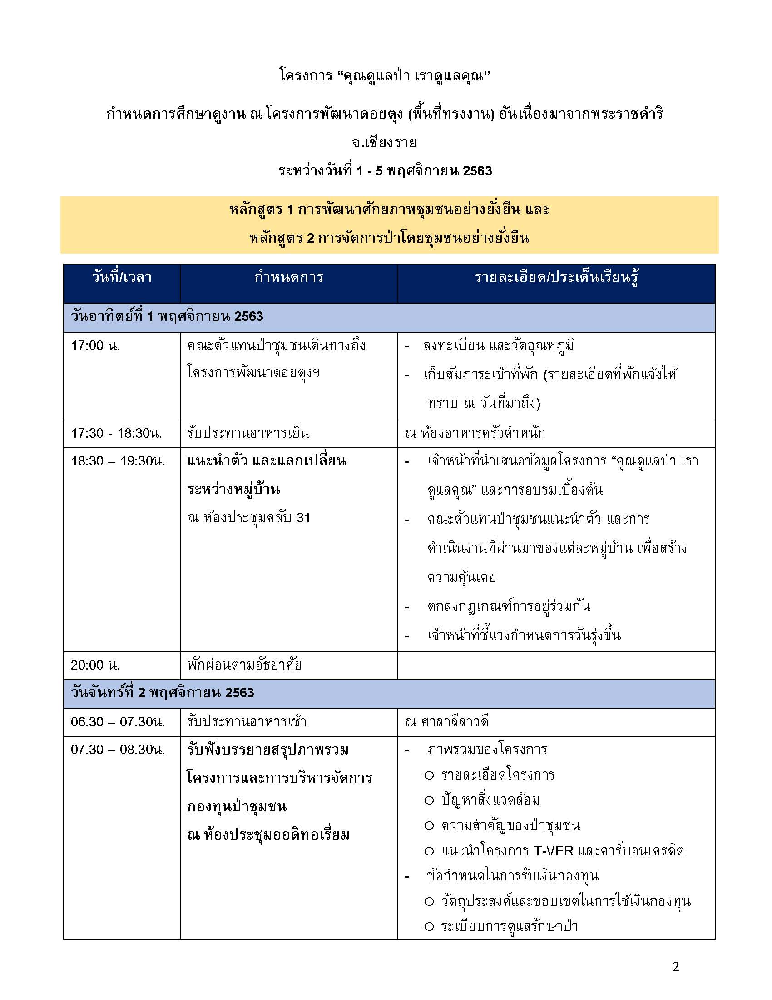 โครงการ “คุณดูแลป่า เราดูแลคุณ”
กำหนดการศึกษาดูงาน ณ โครงการพัฒนาดอยตุง (พื้นที่ทรงงาน) อันเนื่องมาจากพระราชดำริ
จ.เชียงราย
ระหว่างวันที่ 1 - 5 พฤศจิกายน 2563
หลักสูตร 1 การพัฒนาศักยภาพชุมชนอย่างยั่งยืน และ
หลักสูตร 2 การจัดการป่าโดยชุมชนอย่างยั่งยืน
วันที่/เวลา กำหนดการ รายละเอียด/ประเด็นเรียนรู้
วันอาทิตย์ที่ 1 พฤศจิกายน 2563
17:00 น. คณะตัวแทนป่าชุมชนเดินทางถึง - ลงทะเบียน และวัดอุณหภูมิ
โครงการพัฒนาดอยตุงฯ - เก็บสัมภาระเข้าที่พัก (รายละเอียดที่พักแจ้งให้
ทราบ ณ วันที่มาถึง)
17:30 - 18:30น. รับประทานอาหารเย็น ณ ห้องอาหารครัวตำหนัก
18:30 – 19:30น. แนะนำตัว และแลกเปลี่ยน - เจ้าหน้าที่นำเสนอข้อมูลโครงการ “คุณดูแลป่า เรา
ระหว่างหมู่บ้าน ดูแลคุณ” และการอบรมเบื้องต้น
ณ ห้องประชุมคลับ 31 - คณะตัวแทนป่าชุมชนแนะนำตัว และการ
ดำเนินงานที่ผ่านมาของแต่ละหมู่บ้าน เพื่อสร้าง
ความคุ้นเคย
- ตกลงกฎเกณฑ์การอยู่ร่วมกัน
- เจ้าหน้าที่ชี้แจงกำหนดการวันรุ่งขึ้น
20:00 น. พักผ่อนตามอัธยาศัย
วันจันทร์ที่ 2 พฤศจิกายน 2563
06.30 – 07.30น. รับประทานอาหารเช้า ณ ศาลาลีลาวดี
07.30 – 08.30น. รับฟังบรรยายสรุปภาพรวม - ภาพรวมของโครงการ
โครงการและการบริหารจัดการ o รายละเอียดโครงการ
กองทุนป่าชุมชน o ปัญหาสิ่งแวดล้อม
ณ ห้องประชุมออดิทอเรี่ยม o ความสำคัญของป่าชุมชน
o แนะนำโครงการ T-VER และคาร์บอนเครดิต
- ข้อกำหนดในการรับเงินกองทุน
o วัตถุประสงค์และขอบเขตในการใช้เงินกองทุน
o ระเบียบการดูแลรักษาป่า
2